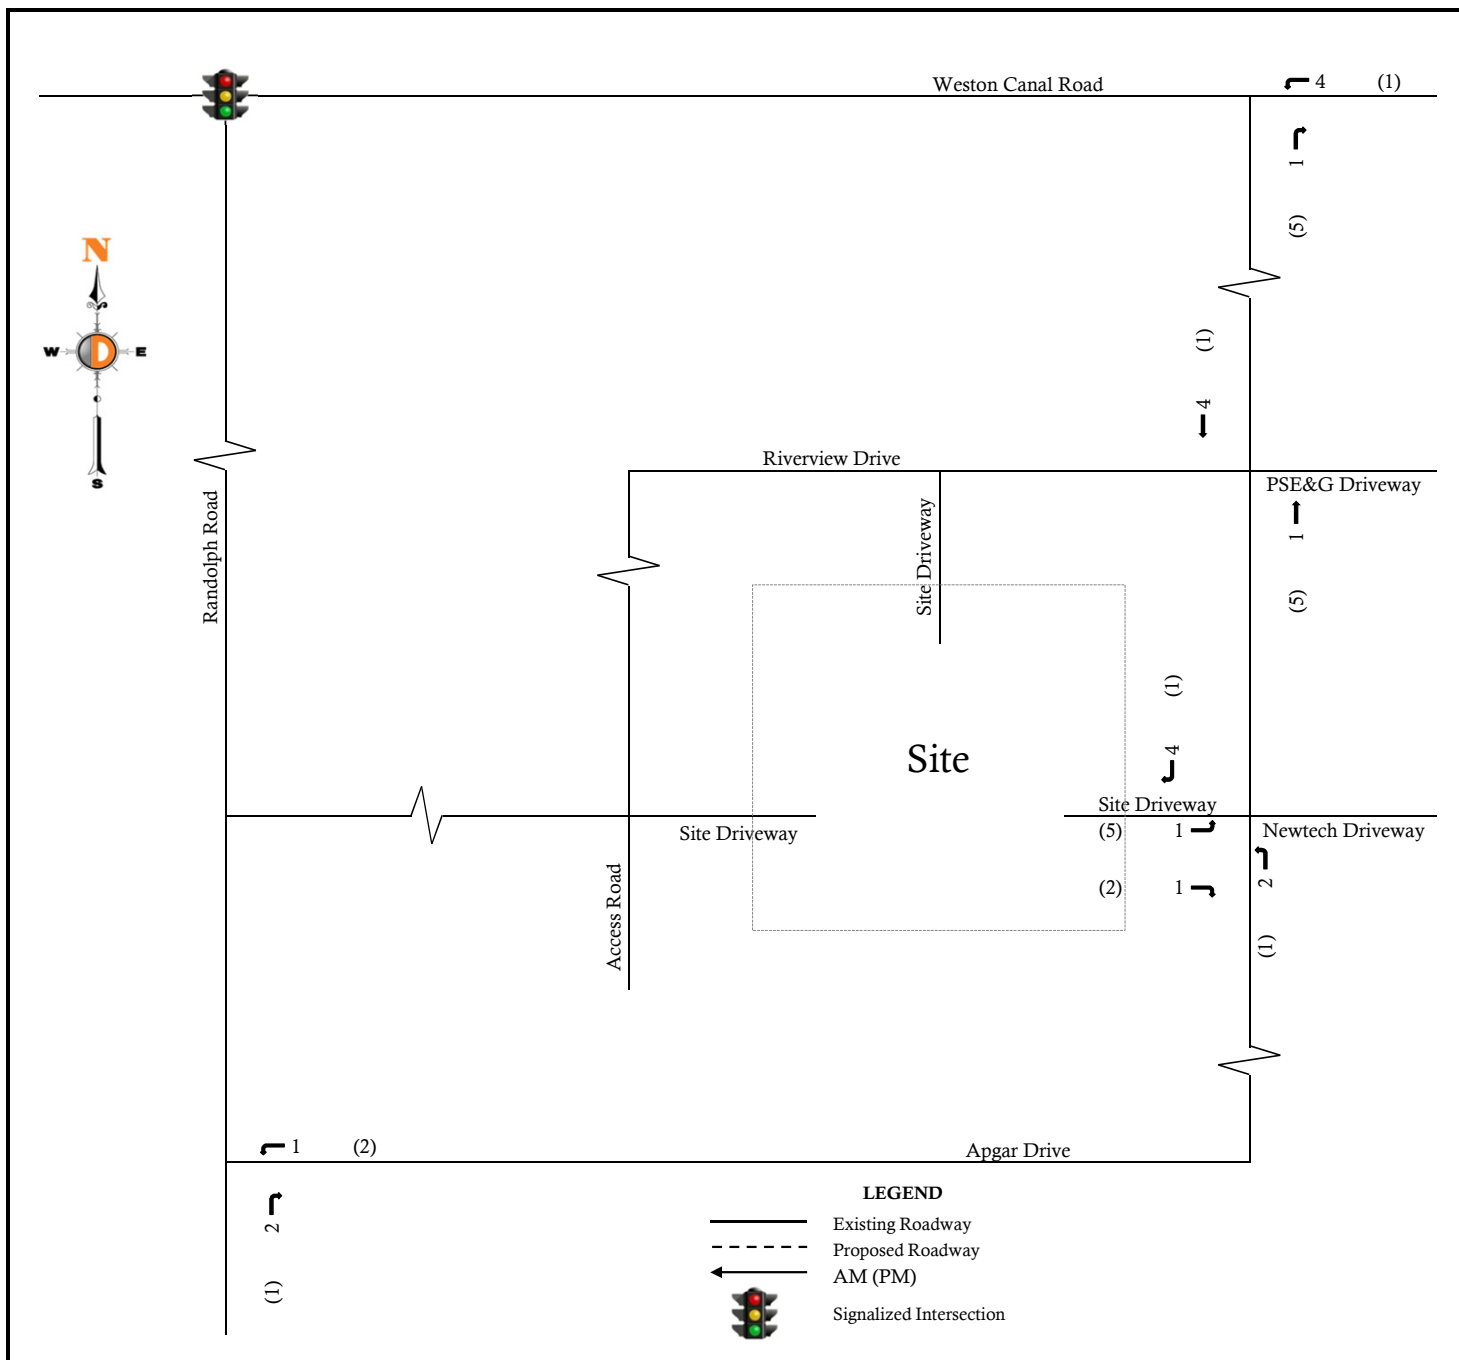 Weston Canal Road
4 (1)
1
(5)
N
W D E
S
(1)
4
Riverview Drive
PSE&G Driveway
1
(5)
Randolph Road
Site Driveway
(1)
4
Site
Site Driveway
Site Driveway
(5) 1
Newtech Driveway
(2) 1
2
(1)
Access Road
1 (2)
Apgar Drive
2
(1)
LEGEND
Existing Roadway
Proposed Roadway
AM (PM)
Signalized Intersection